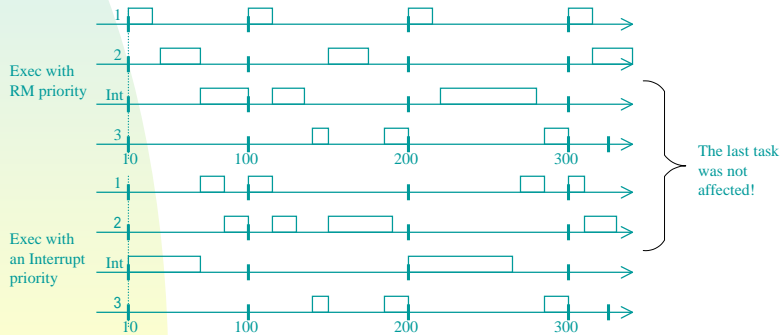 1
2
Exec with
RM priority
Int
3
10 100 200 300
The last task
was not
affected!
1
2
Exec with
an Interrupt
priority
Int
3
10 100 200 300